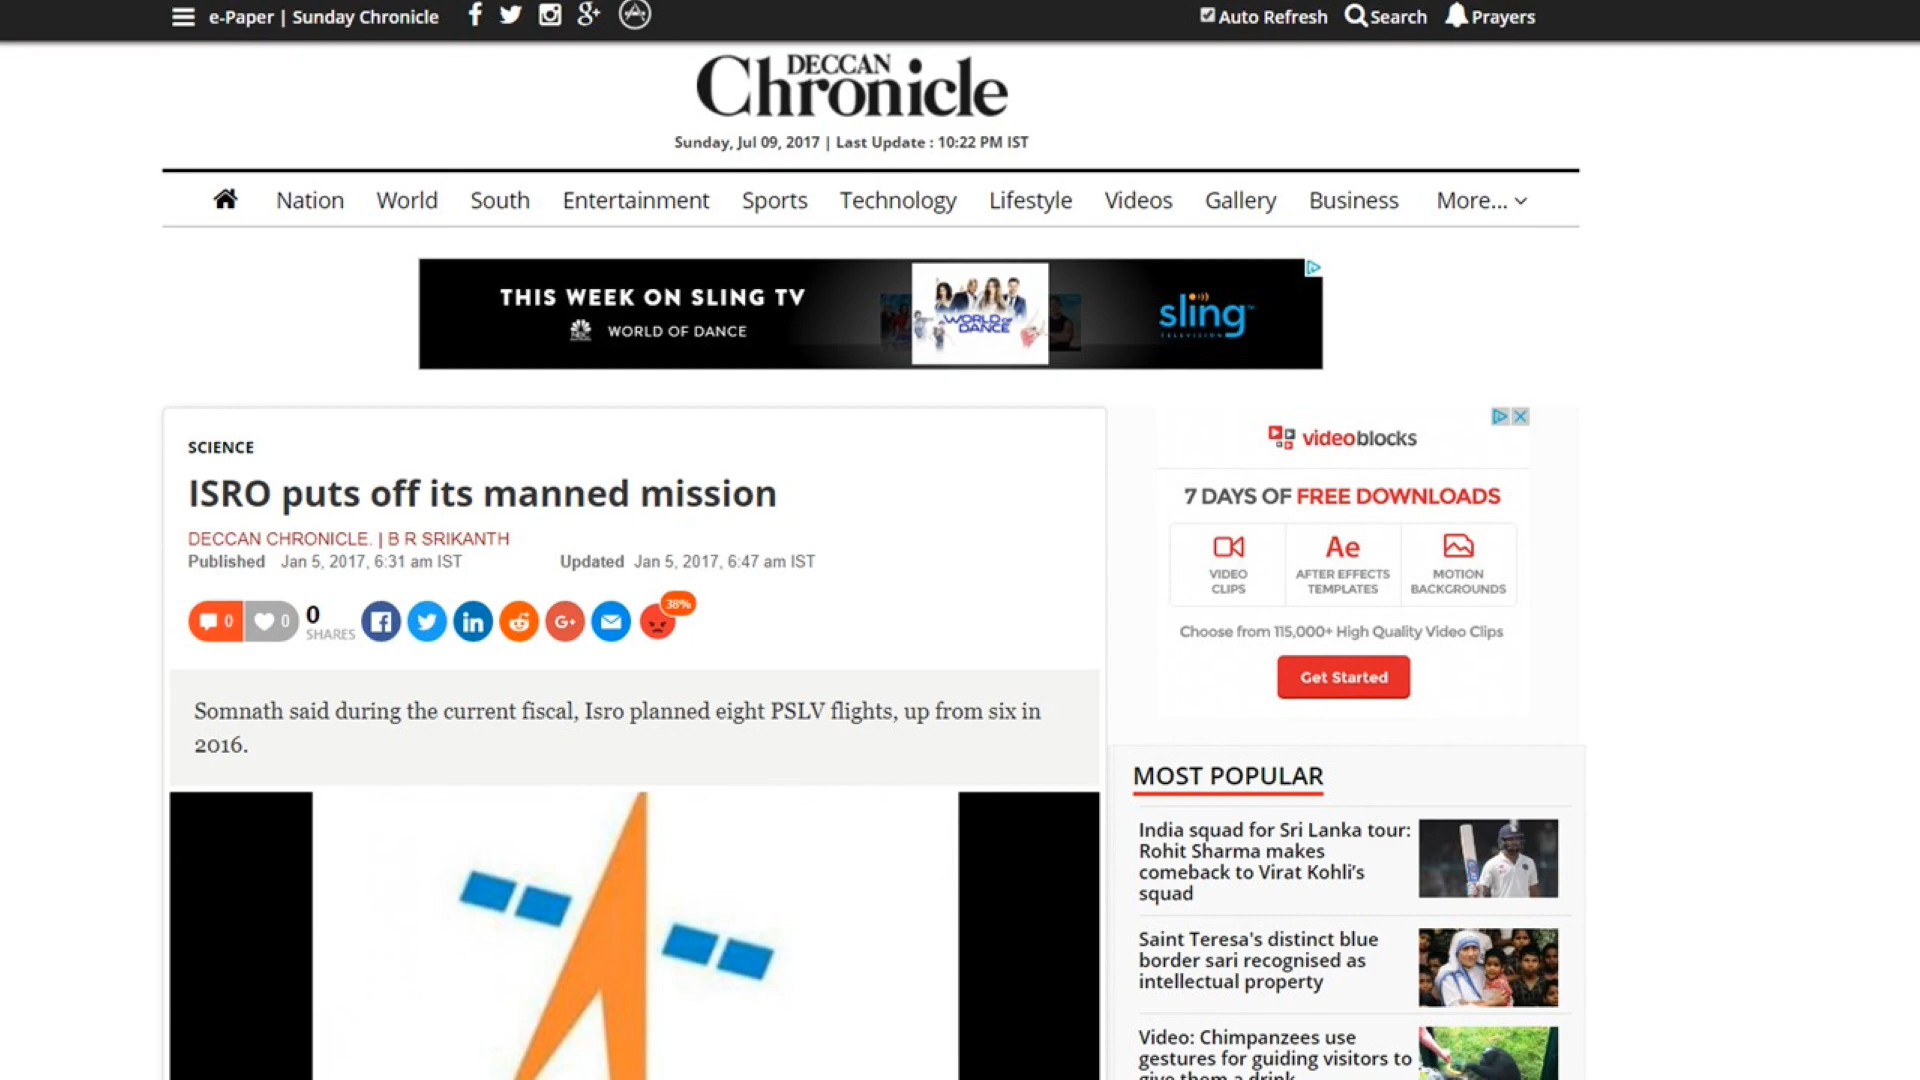 e-Paper | Sunday Chronicle
Auto Refresh
Search
Prayers
DECCAN
Chronicle
Sunday, Jul 09, 2017 | Last Update : 10:22 PM IST
Nation
World
South
Entertainment
Sports
Technology
Lifestyle
Videos
Gallery
Business
More...
THIS WEEK ON SLING TV
WORLD OF DANCE
WORLD OF
DANCE
sling
TELEVISION
SCIENCE
ISRO puts off its manned mission
DECCAN CHRONICLE. | B R SRIKANTH
Published Jan 5, 2017, 6:31 am IST
Updated Jan 5, 2017, 6:47 am IST
0
0
0
SHARES
38%
Somnath said during the current fiscal, Isro planned eight PSLV flights, up from six in
2016.
videoblocks
7 DAYS OF FREE DOWNLOADS
VIDEO
CLIPS
Ae
AFTER EFFECTS
TEMPLATES
MOTION
BACKGROUNDS
Choose from 115,000+ High Quality Video Clips
Get Started
MOST POPULAR
India squad for Sri Lanka tour:
Rohit Sharma makes
comeback to Virat Kohli's
squad
Saint Teresa's distinct blue
border sari recognised as
intellectual property
Video: Chimpanzees use
gestures for guiding visitors to
give them a drink